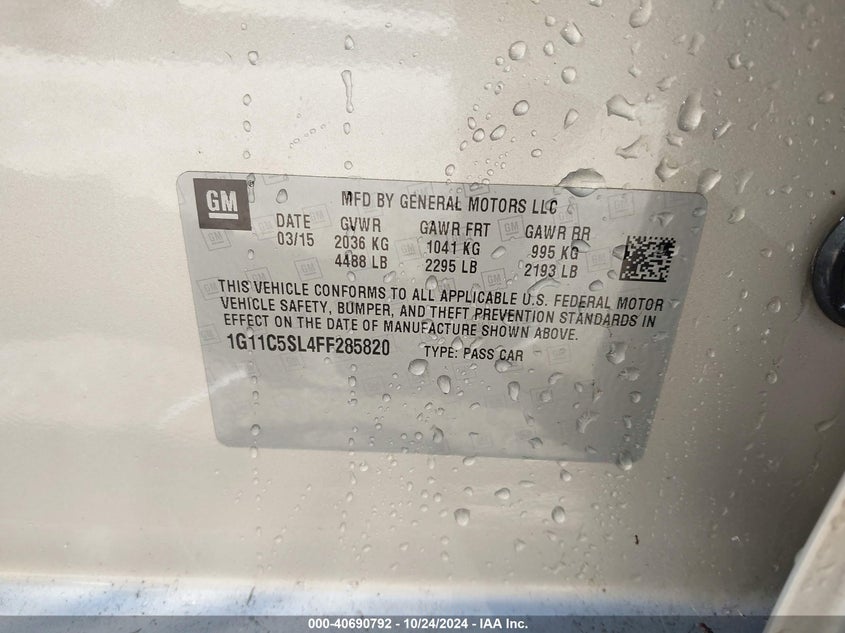 GM
MFD BY GENERAL MOTORS LLC
DATE GVWR GAWR FRT GAWR RR
03/15 2036 KG 1041 KG 995 KG
4488 LB 2295 LB 2193 LB
THIS VEHICLE CONFORMS TO ALL APPLICABLE U.S. FEDERAL MOTOR
VEHICLE SAFETY, BUMPER, AND THEFT PREVENTION STANDARDS IN
EFFECT ON THE DATE OF MANUFACTURE SHOWN ABOVE.
1G11C5SL4FF285820 TYPE: PASS CAR
000-40690792 - 10/24/2024 - IAA Inc.